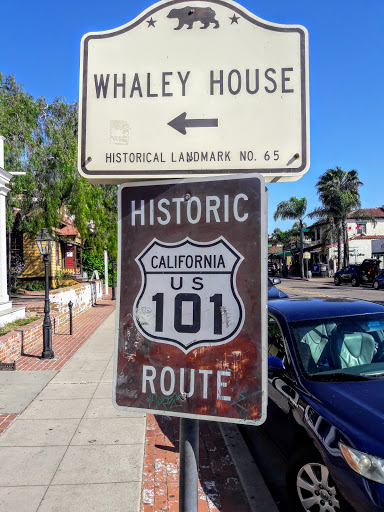 WHALEY HOUSE
HISTORICAL LANDMARK NO. 65
HISTORIC
CALIFORNIA
US
101
ROUTE